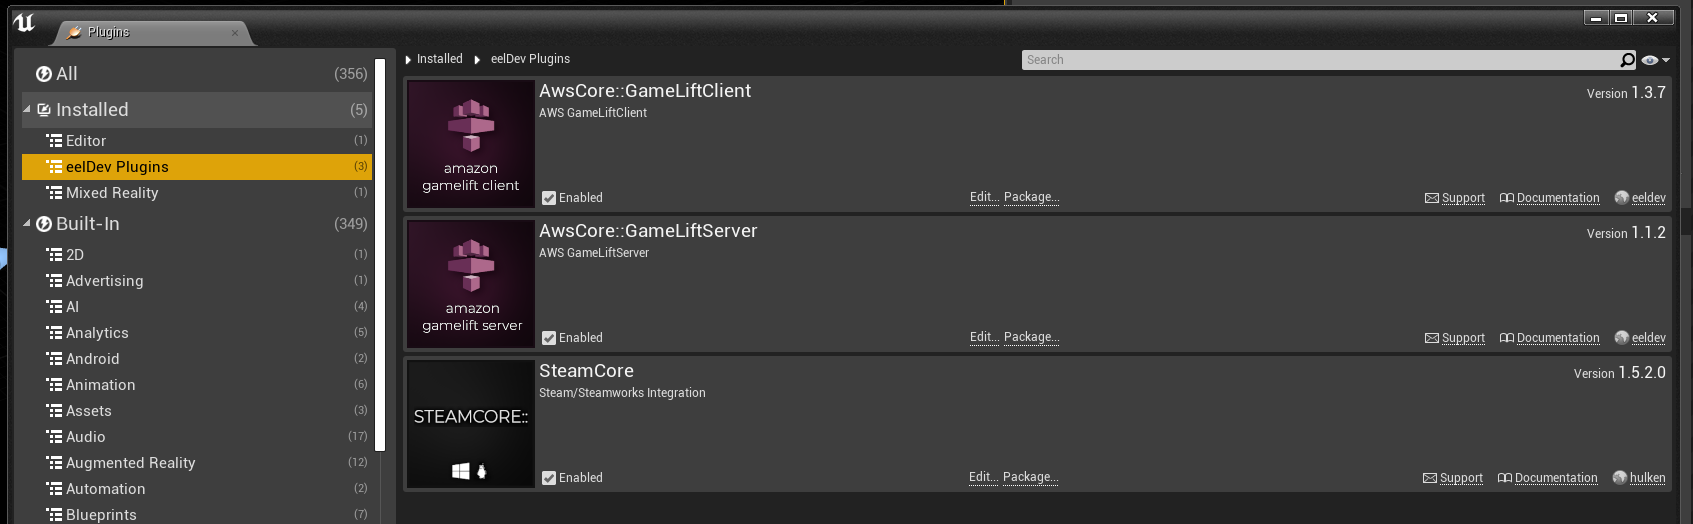 Plugins
All (356)
Installed (5)
Editor (1)
eelDev Plugins (3)
Mixed Reality (1)
Built-In (349)
2D (1)
Advertising (1)
AI (4)
Analytics (5)
Android (2)
Animation (6)
Assets (3)
Audio (17)
Augmented Reality (12)
Automation (2)
Blueprints (7)
Installed eelDev Plugins
Search
amazon
gamelift client
AwsCore::GameLiftClient
Version 1.3.7
AWS GameLiftClient
Enabled
Edit... Package...
Support Documentation eeldev
amazon
gamelift server
AwsCore::GameLiftServer
Version 1.1.2
AWS GameLiftServer
Enabled
Edit... Package...
Support Documentation eeldev
STEAMCORE::
SteamCore
Version 1.5.2.0
Steam/Steamworks Integration
Enabled
Edit... Package...
Support Documentation hulken